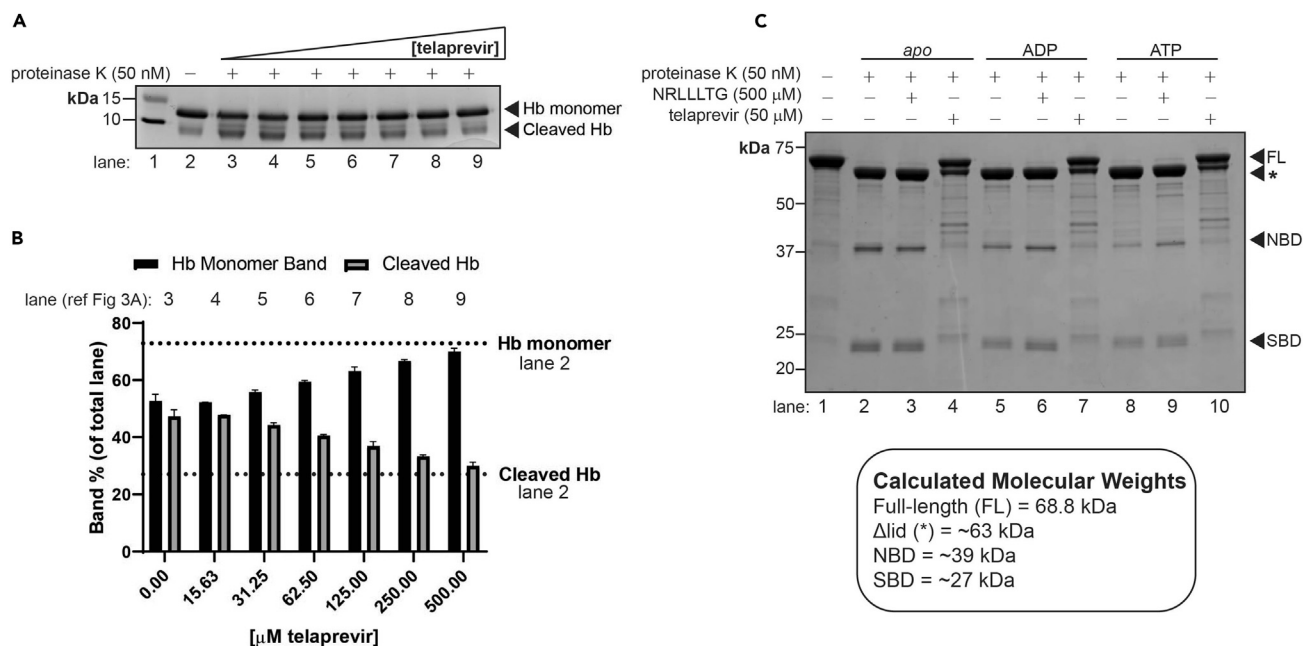 A
[telaprevir]
proteinase K (50 nM) − + + + + + + +
kDa 15
10
Hb monomer
Cleaved Hb
lane: 1 2 3 4 5 6 7 8 9
B
Hb Monomer Band Cleaved Hb
lane (ref Fig 3A): 3 4 5 6 7 8 9
Band % (of total lane)
80
60
40
20
0
Hb monomer
lane 2
Cleaved Hb
lane 2
0.00 15.63 31.25 62.50 125.00 250.00 500.00
[μM telaprevir]
C
apo ADP ATP
proteinase K (50 nM) − + + + + + + + + +
NRLLLTG (500 μM) − − + − − + − − + −
telaprevir (50 μM) − − − + − − + − − +
kDa 75
50
37
25
20
FL
*
NBD
SBD
lane: 1 2 3 4 5 6 7 8 9 10
Calculated Molecular Weights
Full-length (FL) = 68.8 kDa
Δlid (*) = ~63 kDa
NBD = ~39 kDa
SBD = ~27 kDa